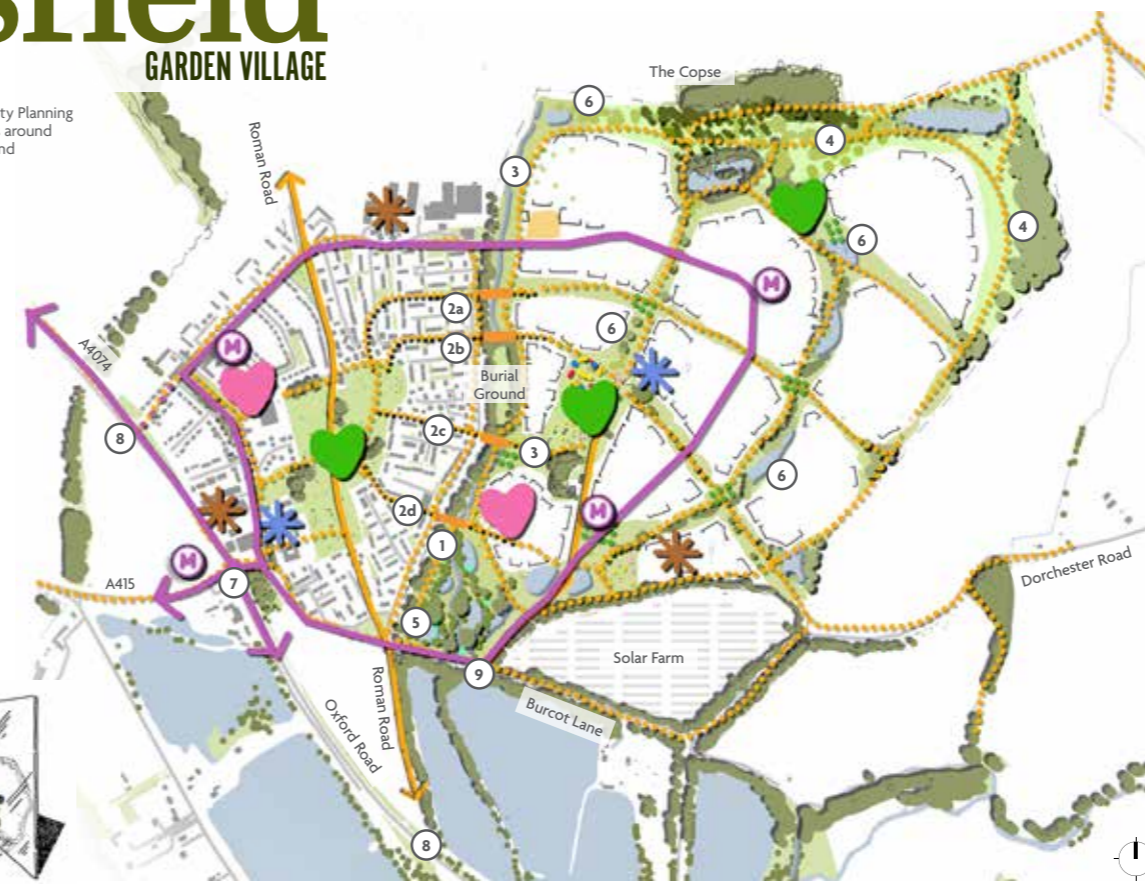 GARDEN VILLAGE
ty Planning
around
nd
The Copse
6
4
Roman Road
3
4
6
M
2a
6
2b
M
A4074
Burial
Ground
2c
8
3
6
2d
M
1
M
A415
7
Dorchester Road
5
Solar Farm
9
Burcot Lane
Roman Road
Oxford Road
8